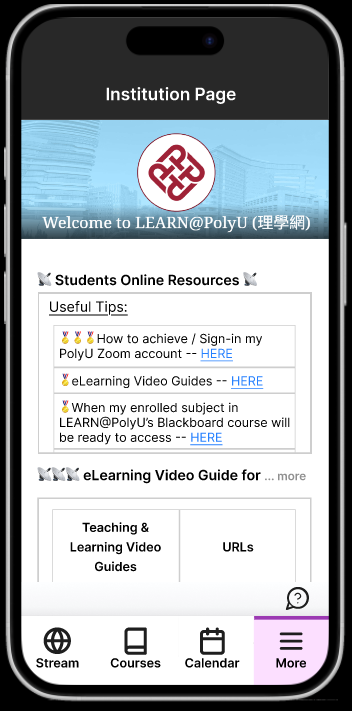 Institution Page
Welcome to LEARN@PolyU (理學網)
Students Online Resources
Useful Tips:
How to achieve / Sign-in my
PolyU Zoom account -- HERE
eLearning Video Guides -- HERE
When my enrolled subject in
LEARN@PolyU’s Blackboard course will
be ready to access -- HERE
eLearning Video Guide for ... more
Teaching &
Learning Video
Guides
URLs
Stream
Courses
Calendar
More